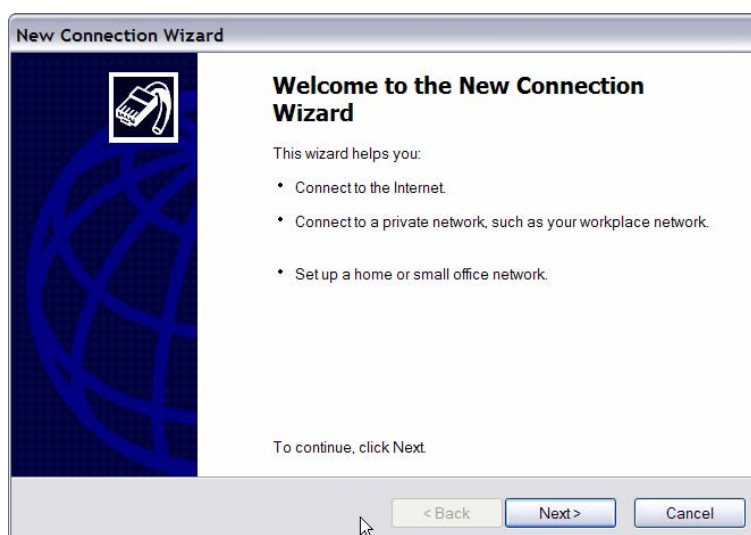 New Connection Wizard
Welcome to the New Connection
Wizard
This wizard helps you:
• Connect to the Internet.
• Connect to a private network, such as your workplace network.
• Set up a home or small office network.
To continue, click Next.
< Back Next > Cancel